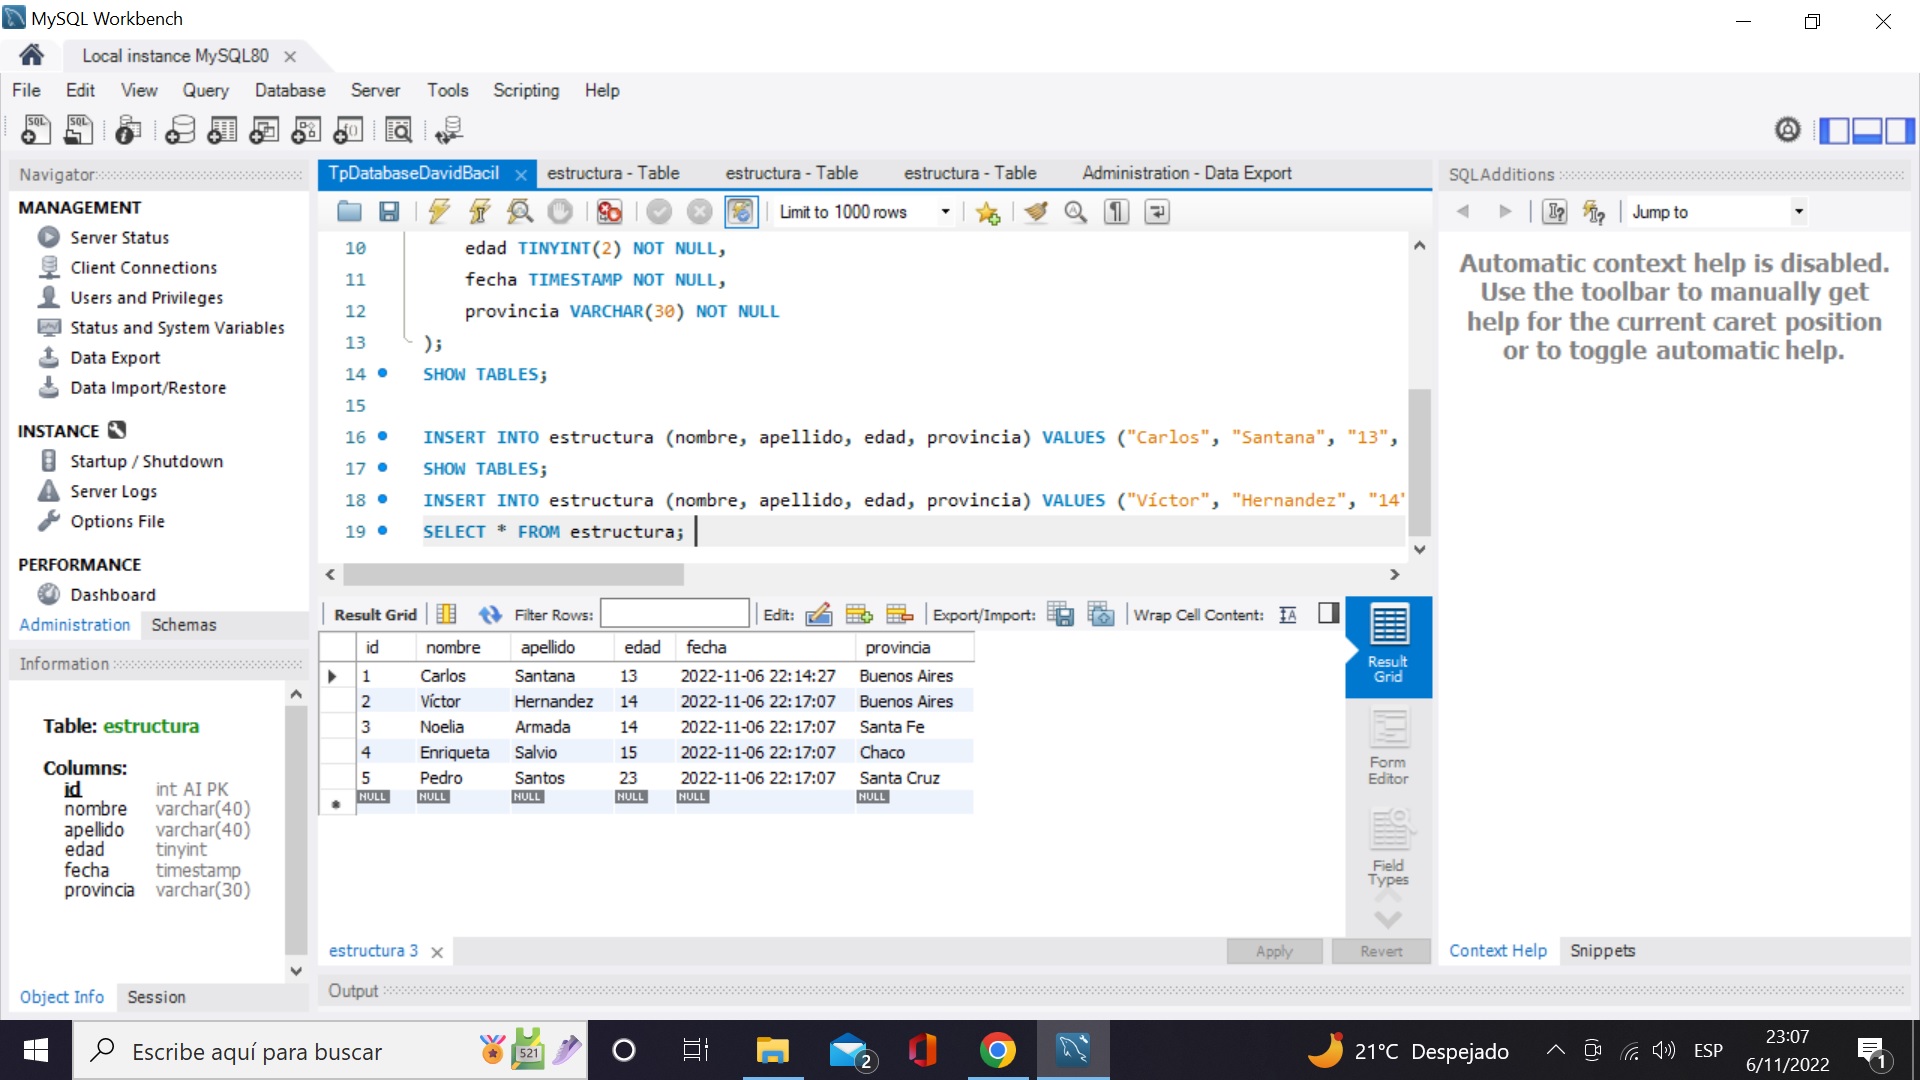 MySQL Workbench
Local instance MySQL80
File Edit View Query Database Server Tools Scripting Help
Navigator
MANAGEMENT
Server Status
Client Connections
Users and Privileges
Status and System Variables
Data Export
Data Import/Restore
INSTANCE
Startup / Shutdown
Server Logs
Options File
PERFORMANCE
Dashboard
Administration Schemas
Information
Table: estructura
Columns:
id int AI PK
nombre varchar(40)
apellido varchar(40)
edad tinyint
fecha timestamp
provincia varchar(30)
Object Info Session
TpDatabaseDavidBacil estructura - Table estructura - Table estructura - Table Administration - Data Export
Limit to 1000 rows
10 edad TINYINT(2) NOT NULL,
11 fecha TIMESTAMP NOT NULL,
12 provincia VARCHAR(30) NOT NULL
13 );
14 SHOW TABLES;
15
16 INSERT INTO estructura (nombre, apellido, edad, provincia) VALUES ("Carlos", "Santana", "13",
17 SHOW TABLES;
18 INSERT INTO estructura (nombre, apellido, edad, provincia) VALUES ("Víctor", "Hernandez", "14"
19 SELECT * FROM estructura;
Result Grid Filter Rows: Edit: Export/Import: Wrap Cell Content:
id nombre apellido edad fecha provincia
1 Carlos Santana 13 2022-11-06 22:14:27 Buenos Aires
2 Víctor Hernandez 14 2022-11-06 22:17:07 Buenos Aires
3 Noelia Armada 14 2022-11-06 22:17:07 Santa Fe
4 Enriqueta Salvio 15 2022-11-06 22:17:07 Chaco
5 Pedro Santos 23 2022-11-06 22:17:07 Santa Cruz
NULL NULL NULL NULL NULL NULL
Result
Grid
Form
Editor
Field
Types
estructura 3 Apply Revert
Output
SQLAdditions
Jump to
Automatic context help is disabled.
Use the toolbar to manually get
help for the current caret position
or to toggle automatic help.
Context Help Snippets
Escribe aquí para buscar
521
2
21°C Despejado
ESP
23:07
6/11/2022
1